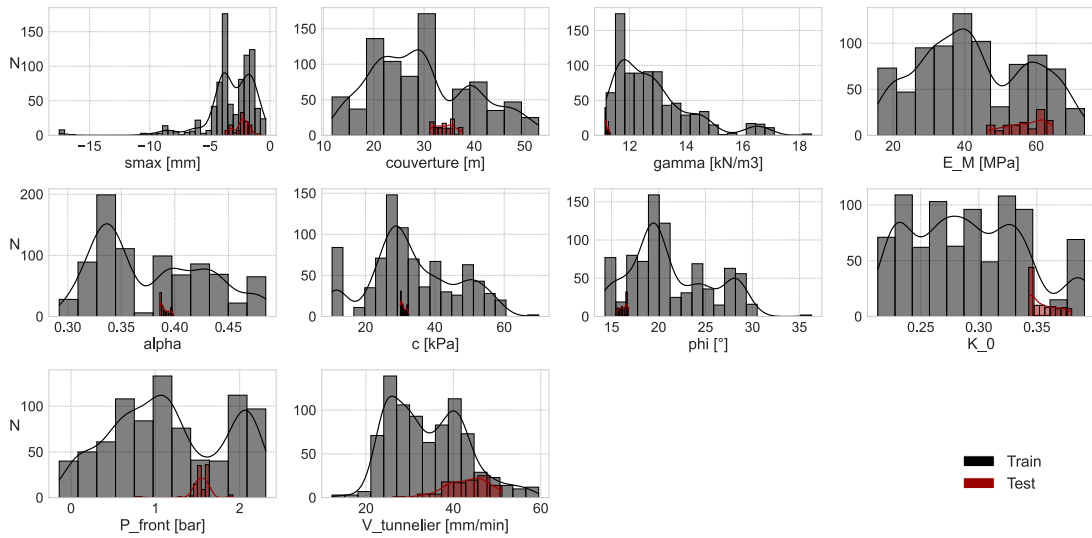 150
100
50
0
N
−15 −10 −5 0
smax [mm]
150
100
50
0
10 20 30 40 50
couverture [m]
150
100
50
0
12 14 16 18
gamma [kN/m3]
100
50
0
20 40 60
E_M [MPa]
200
100
0
N
0.30 0.35 0.40 0.45
alpha
150
100
50
0
20 40 60
c [kPa]
150
100
50
0
15 20 25 30 35
phi [°]
100
50
0
0.25 0.30 0.35
K_0
100
50
0
N
0 1 2
P_front [bar]
100
50
0
20 40 60
V_tunnelier [mm/min]
Train
Test